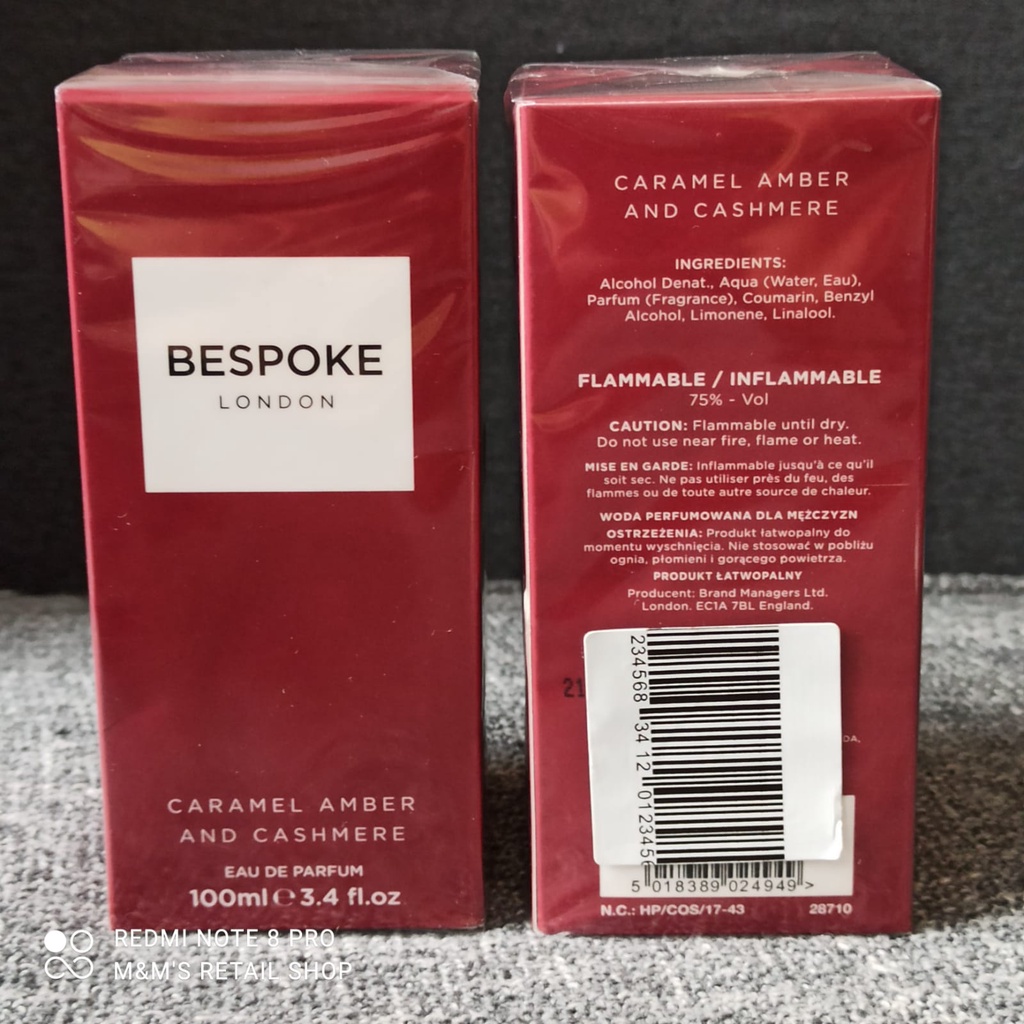 BESPOKE
LONDON
CARAMEL AMBER
AND CASHMERE
EAU DE PARFUM
100ml ℮ 3.4 fl.oz
CARAMEL AMBER
AND CASHMERE
INGREDIENTS:
Alcohol Denat., Aqua (Water, Eau),
Parfum (Fragrance), Coumarin, Benzyl
Alcohol, Limonene, Linalool.
FLAMMABLE / INFLAMMABLE
75% - Vol
CAUTION: Flammable until dry.
Do not use near fire, flame or heat.
MISE EN GARDE: Inflammable jusqu'à ce qu'il
soit sec. Ne pas utiliser près du feu, des
flammes ou de toute autre source de chaleur.
WODA PERFUMOWANA DLA MĘŻCZYZN
OSTRZEŻENIA: Produkt łatwopalny do
momentu wyschnięcia. Nie stosować w pobliżu
ognia, płomieni i gorącego powietrza.
PRODUKT ŁATWOPALNY
Producent: Brand Managers Ltd.
London. EC1A 7BL England.
21
234568 34 12 0123456
5 018389 024949 >
N.C.: HP/COS/17-43 28710
REDMI NOTE 8 PRO
M&M'S RETAIL SHOP